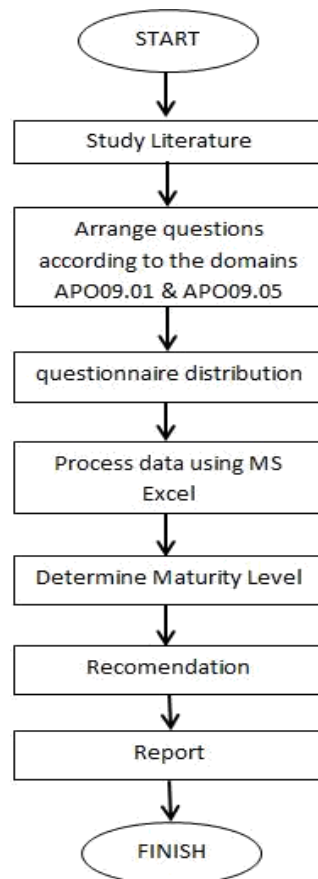 START
Study Literature
Arrange questions
according to the domains
APO09.01 & APO09.05
questionnaire distribution
Process data using MS
Excel
Determine Maturity Level
Recomendation
Report
FINISH